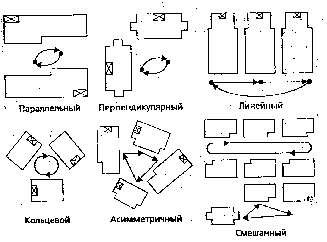 Параллельный
Перпендикулярный
Линейный
Кольцевой
Асимметричный
Смешанный